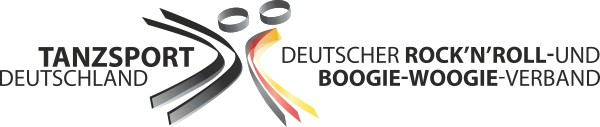 TANZSPORT
DEUTSCHLAND
DEUTSCHER ROCK’N’ROLL-UND
BOOGIE-WOOGIE-VERBAND